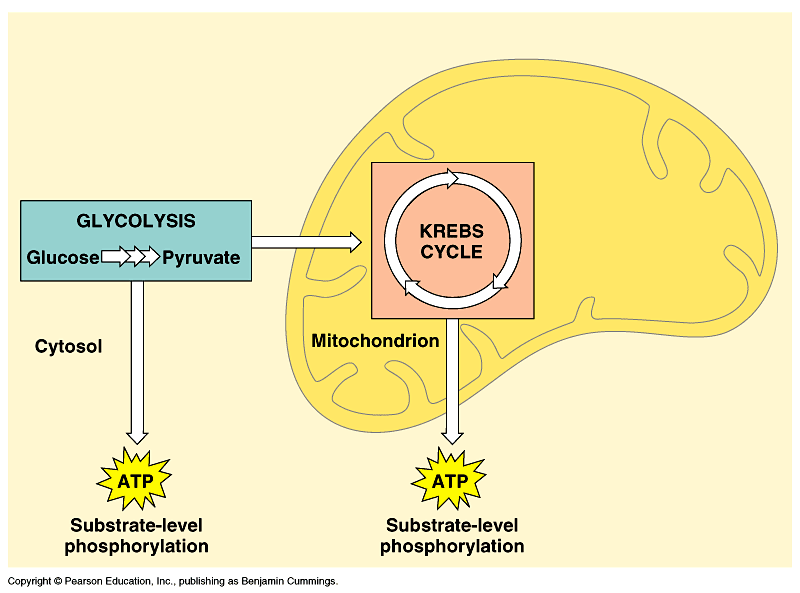 GLYCOLYSIS
Glucose Pyruvate
KREBS
CYCLE
Cytosol
Mitochondrion
ATP
Substrate-level
phosphorylation
ATP
Substrate-level
phosphorylation
Copyright © Pearson Education, Inc., publishing as Benjamin Cummings.